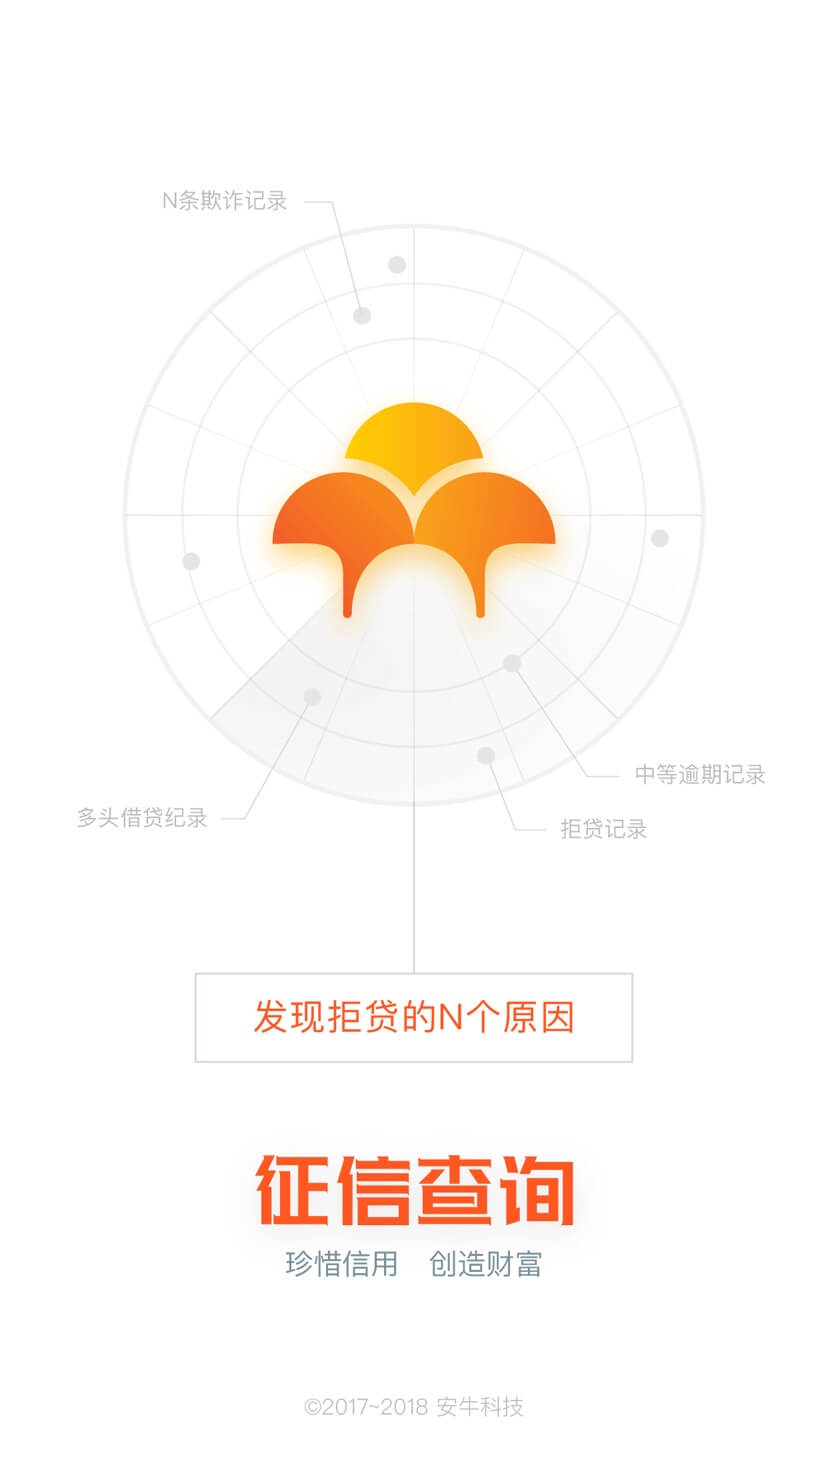 N条欺诈记录
中等逾期记录
多头借贷纪录
拒贷记录
发现拒贷的N个原因
征信查询
珍惜信用 创造财富
©2017~2018 安牛科技